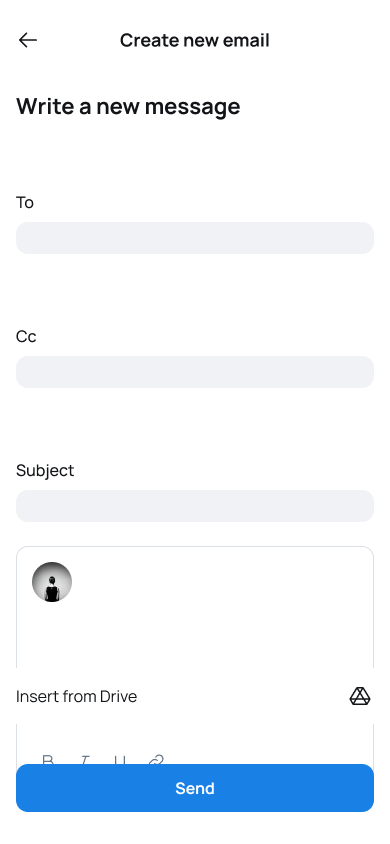 Create new email
Write a new message
To
Cc
Subject
Insert from Drive
B I U
Send